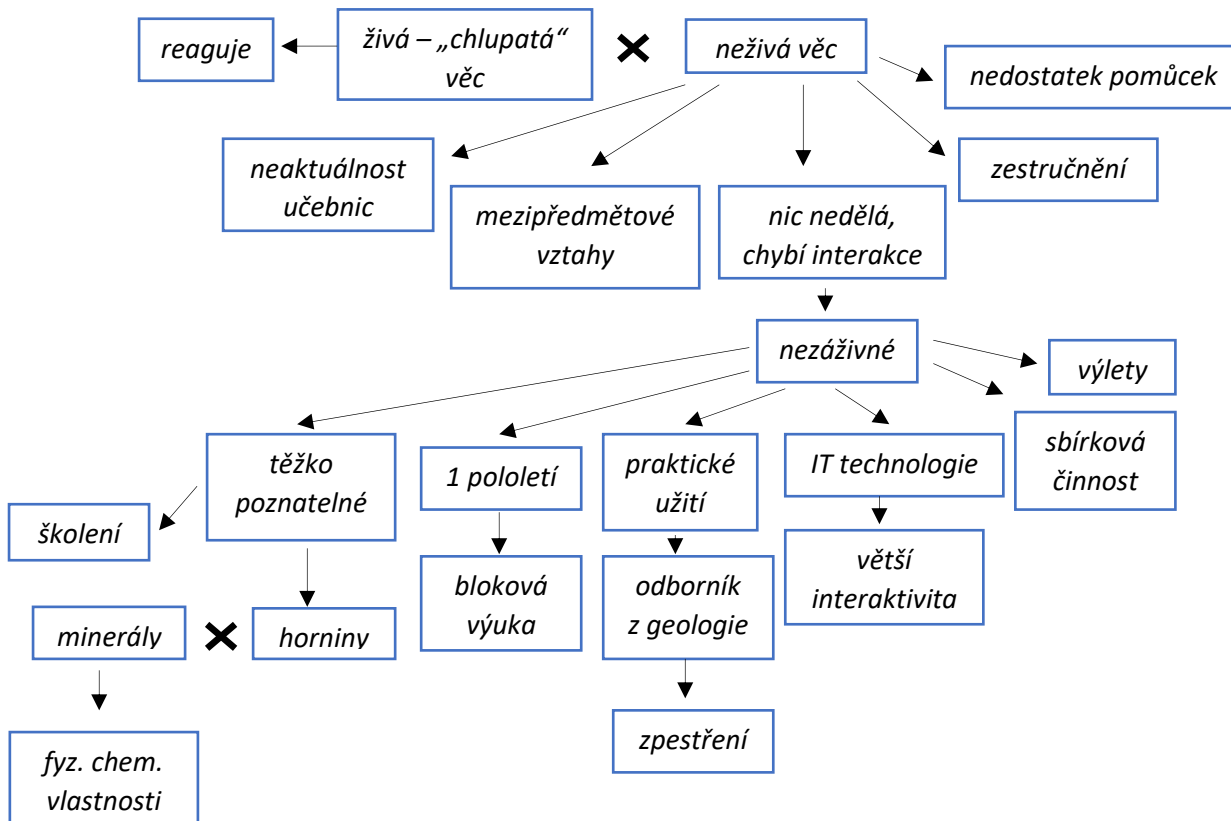 reaguje
živá – „chlupatá“
věc
neživá věc
nedostatek pomůcek
neaktuálnost
učebnic
mezipředmětové
vztahy
nic nedělá,
chybí interakce
zestručnění
nezáživné
výlety
těžko
poznatelné
1 pololetí
praktické
užití
IT technologie
sbírková
činnost
školení
minerály
horniny
bloková
výuka
odborník
z geologie
větší
interaktivita
fyz. chem.
vlastnosti
zpestření